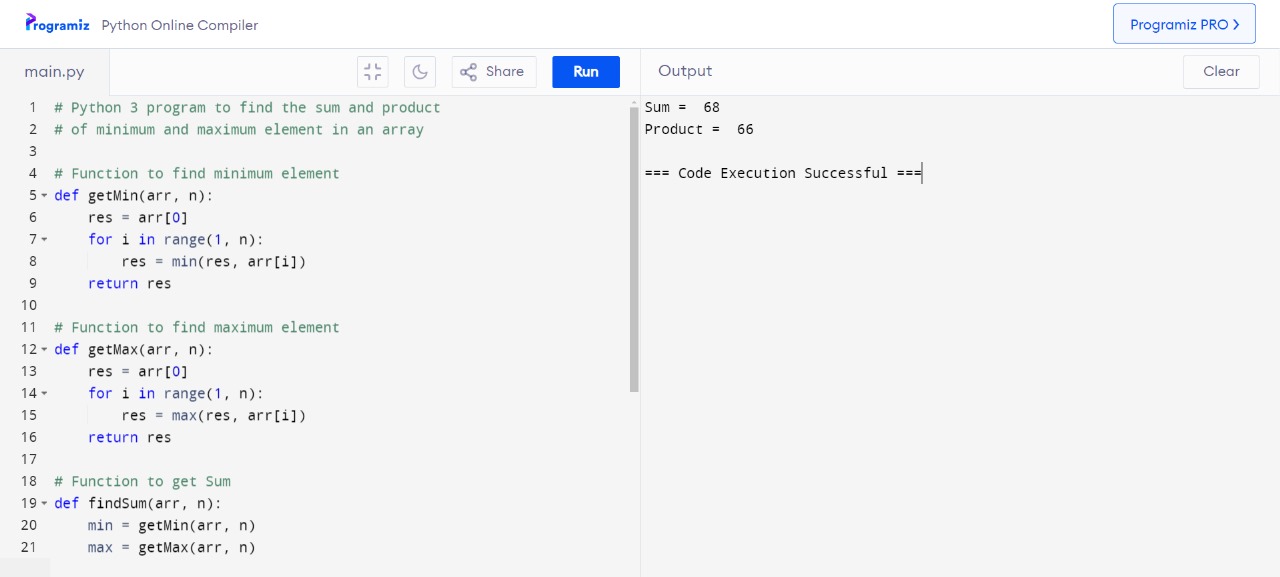 Programiz Python Online Compiler
Programiz PRO
main.py
Share
Run
Output
Clear
1 # Python 3 program to find the sum and product
2 # of minimum and maximum element in an array
3
4 # Function to find minimum element
5 def getMin(arr, n):
6     res = arr[0]
7     for i in range(1, n):
8         res = min(res, arr[i])
9     return res
10
11 # Function to find maximum element
12 def getMax(arr, n):
13     res = arr[0]
14     for i in range(1, n):
15         res = max(res, arr[i])
16     return res
17
18 # Function to get Sum
19 def findSum(arr, n):
20     min = getMin(arr, n)
21     max = getMax(arr, n)
Sum =  68
Product =  66
=== Code Execution Successful ===